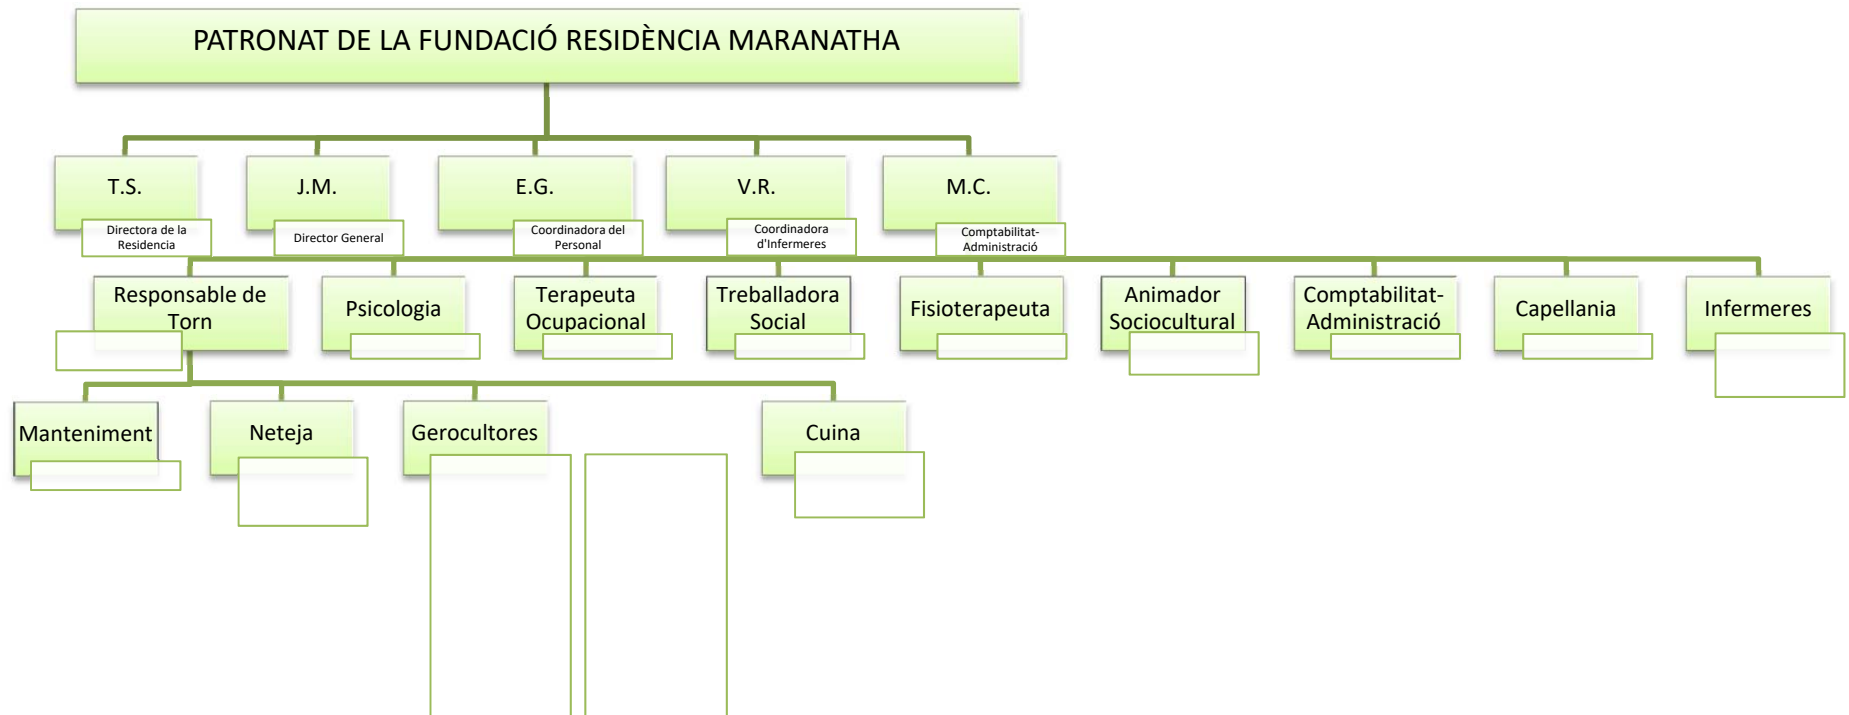 PATRONAT DE LA FUNDACIÓ RESIDÈNCIA MARANATHA
T.S.
Directora de la
Residencia
J.M.
Director General
E.G.
Coordinadora del
Personal
V.R.
Coordinadora
d'Infermeres
M.C.
Comptabilitat-
Administració
Responsable de
Torn
Psicologia
Terapeuta
Ocupacional
Treballadora
Social
Fisioterapeuta
Animador
Sociocultural
Comptabilitat-
Administració
Capellania
Infermeres
Manteniment
Neteja
Gerocultores
Cuina